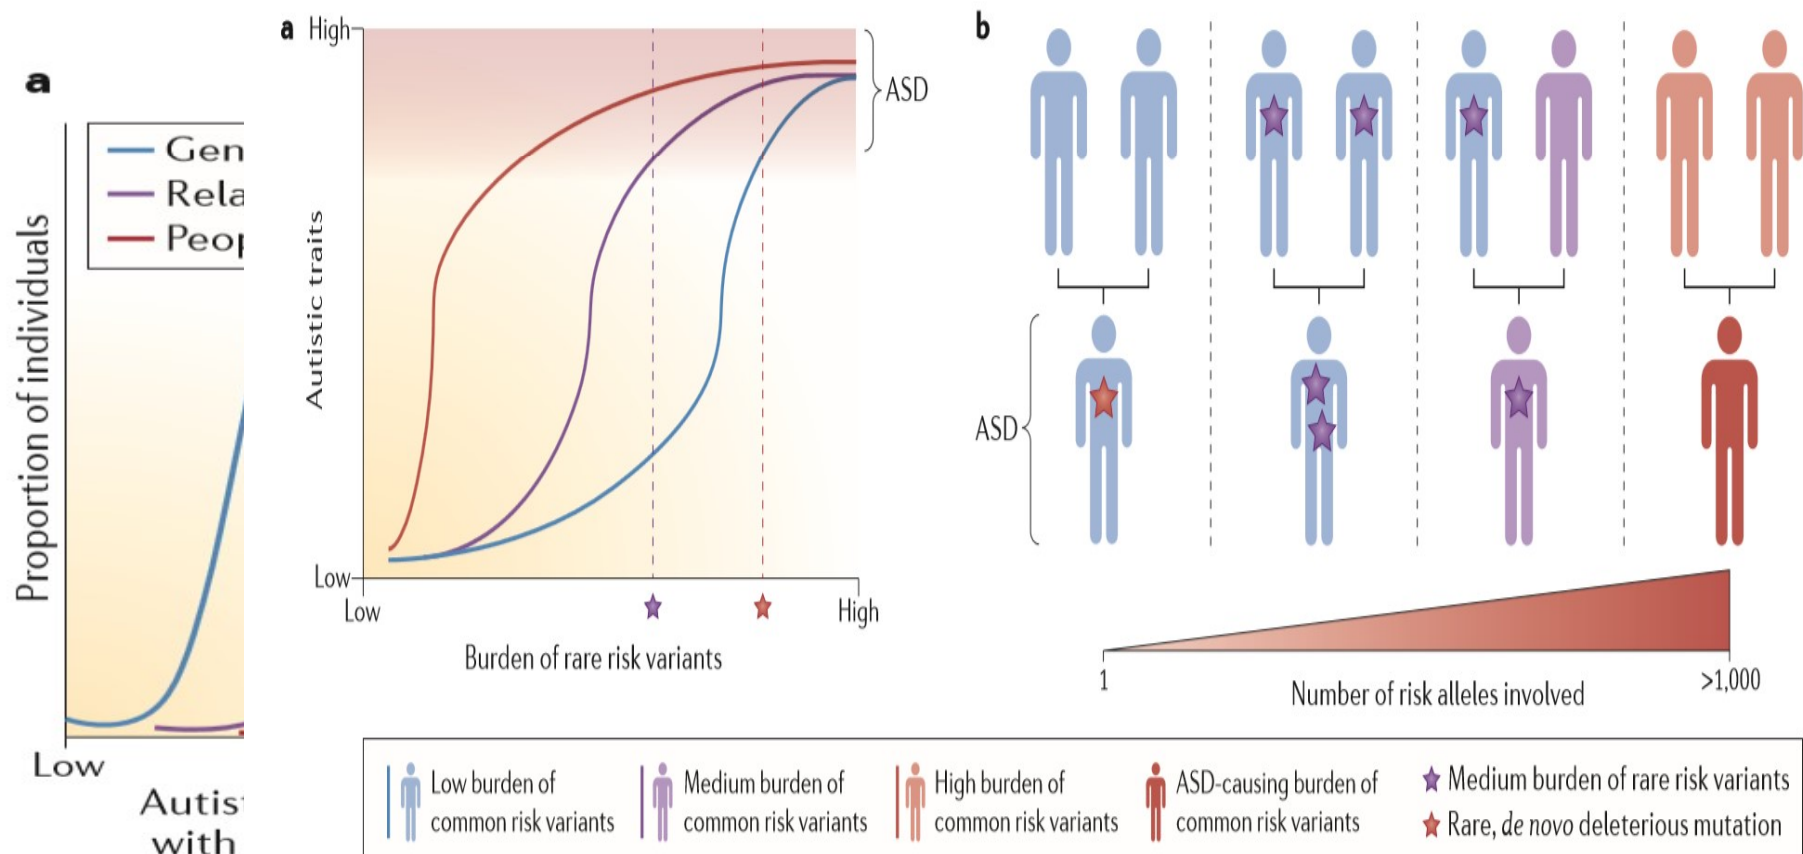 a
Gen
Rela
Peop
Proportion of individuals
Low
Autist
with
a
High
ASD
Autistic traits
Low
Low
High
Burden of rare risk variants
b
ASD
1
>1,000
Number of risk alleles involved
Low burden of
common risk variants
Medium burden of
common risk variants
High burden of
common risk variants
ASD-causing burden of
common risk variants
Medium burden of rare risk variants
Rare, de novo deleterious mutation